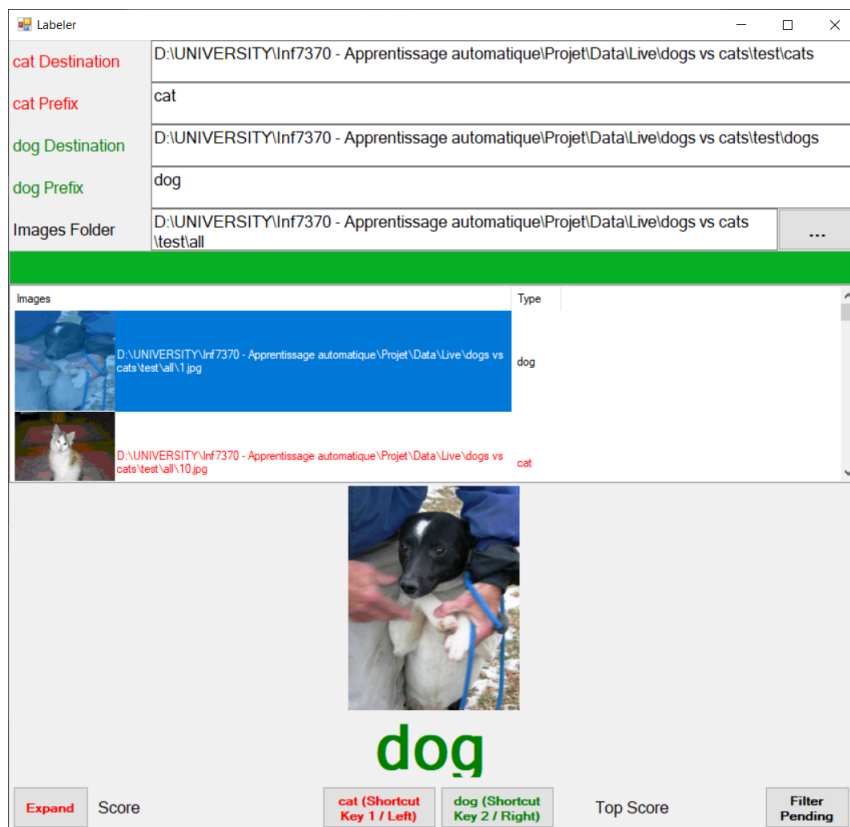 Labeler
cat Destination
D:\UNIVERSITY\Inf7370 - Apprentissage automatique\Projet\Data\Live\dogs vs cats\test\cats
cat Prefix
cat
dog Destination
D:\UNIVERSITY\Inf7370 - Apprentissage automatique\Projet\Data\Live\dogs vs cats\test\dogs
dog Prefix
dog
Images Folder
D:\UNIVERSITY\Inf7370 - Apprentissage automatique\Projet\Data\Live\dogs vs cats
\test\all
...
Images Type
D:\UNIVERSITY\Inf7370 - Apprentissage automatique\Projet\Data\Live\dogs vs
cats\test\all\1.jpg
dog
D:\UNIVERSITY\Inf7370 - Apprentissage automatique\Projet\Data\Live\dogs vs
cats\test\all\10.jpg
cat
dog
Expand
Score
cat (Shortcut
Key 1 / Left)
dog (Shortcut
Key 2 / Right)
Top Score
Filter
Pending